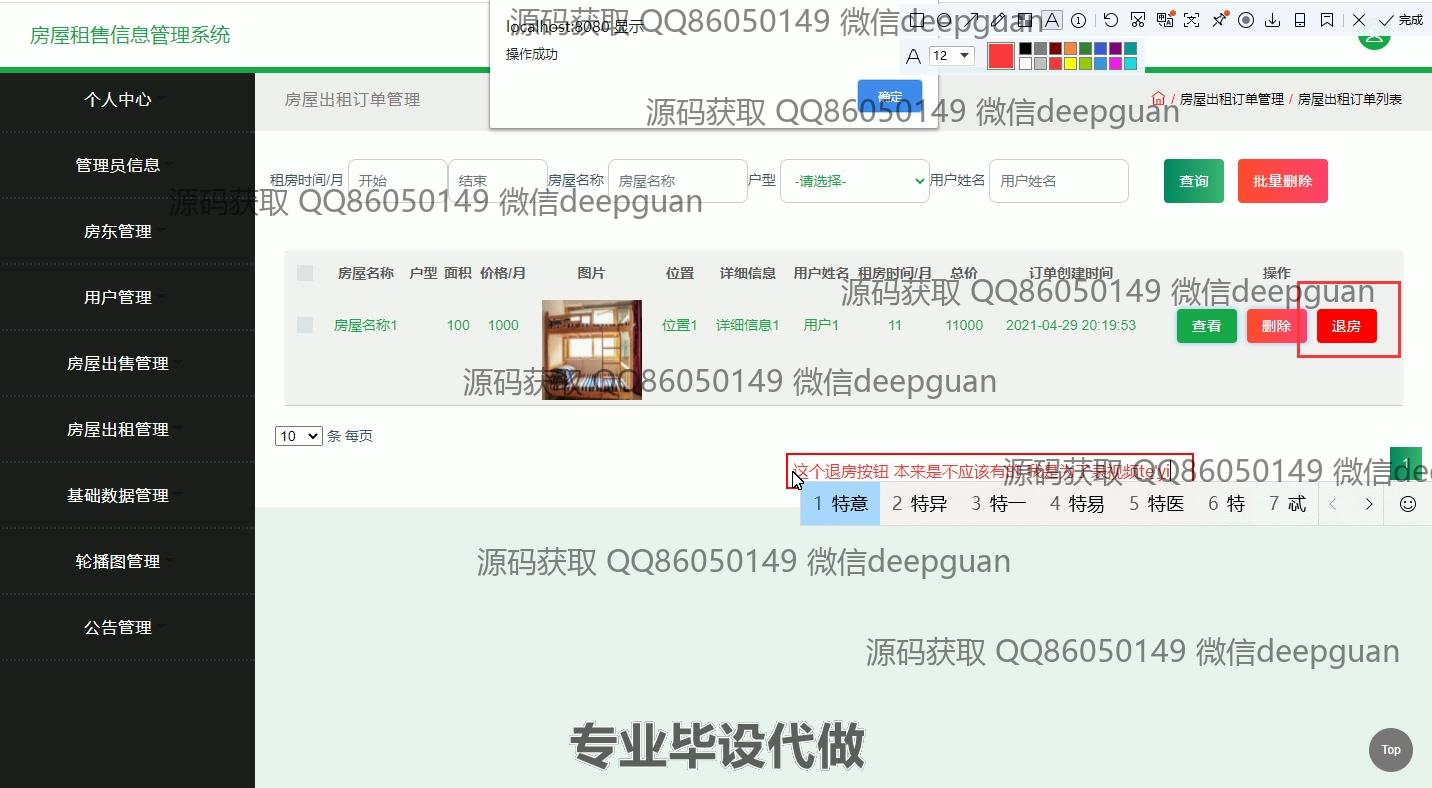 源码获取 QQ86050149 微信deepguan
房屋租售信息管理系统
localhost:8080 显示
完成
操作成功
12
确定
源码获取 QQ86050149 微信deepguan
个人中心
房屋出租订单管理
/ 房屋出租订单管理 / 房屋出租订单列表
管理员信息
租房时间/月 开始 结束 房屋名称 房屋名称 户型 -请选择- 用户姓名 用户姓名 查询 批量删除
源码获取 QQ86050149 微信deepguan
房东管理
房屋名称 户型 面积 价格/月 图片 位置 详细信息 用户姓名 租房时间/月 总价 订单创建时间 操作
源码获取 QQ86050149 微信deepguan
用户管理
房屋名称1 100 1000 位置1 详细信息1 用户1 11 11000 2021-04-29 20:19:53 查看 删除 退房
房屋出售管理
源码获取 QQ86050149 微信deepguan
房屋出租管理
10 条 每页
1
这个退房按钮 本来是不应该有的 我是为了录视频te'yi
源码获取 QQ86050149 微信dee
基础数据管理
1 特意 2 特异 3 特一 4 特易 5 特医 6 特 7 忒
轮播图管理
源码获取 QQ86050149 微信deepguan
公告管理
源码获取 QQ86050149 微信deepguan
专业毕设代做
Top